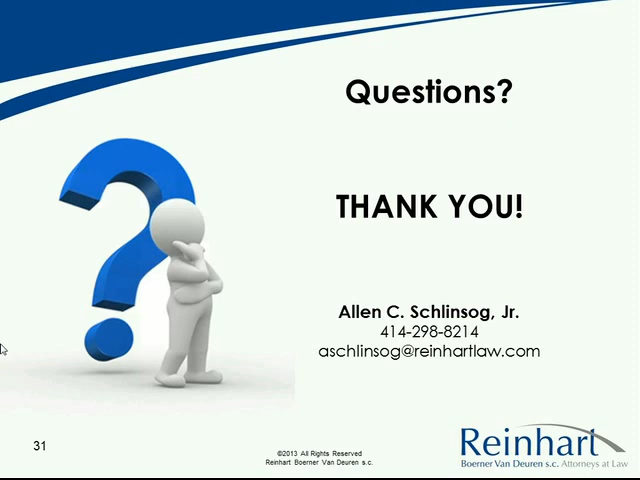 Questions?
THANK YOU!
Allen C. Schlinsog, Jr.
414-298-8214
aschlinsog@reinhartlaw.com
31
©2013 All Rights Reserved
Reinhart Boerner Van Deuren s.c.
Reinhart
Boerner Van Deuren s.c. Attorneys at Law